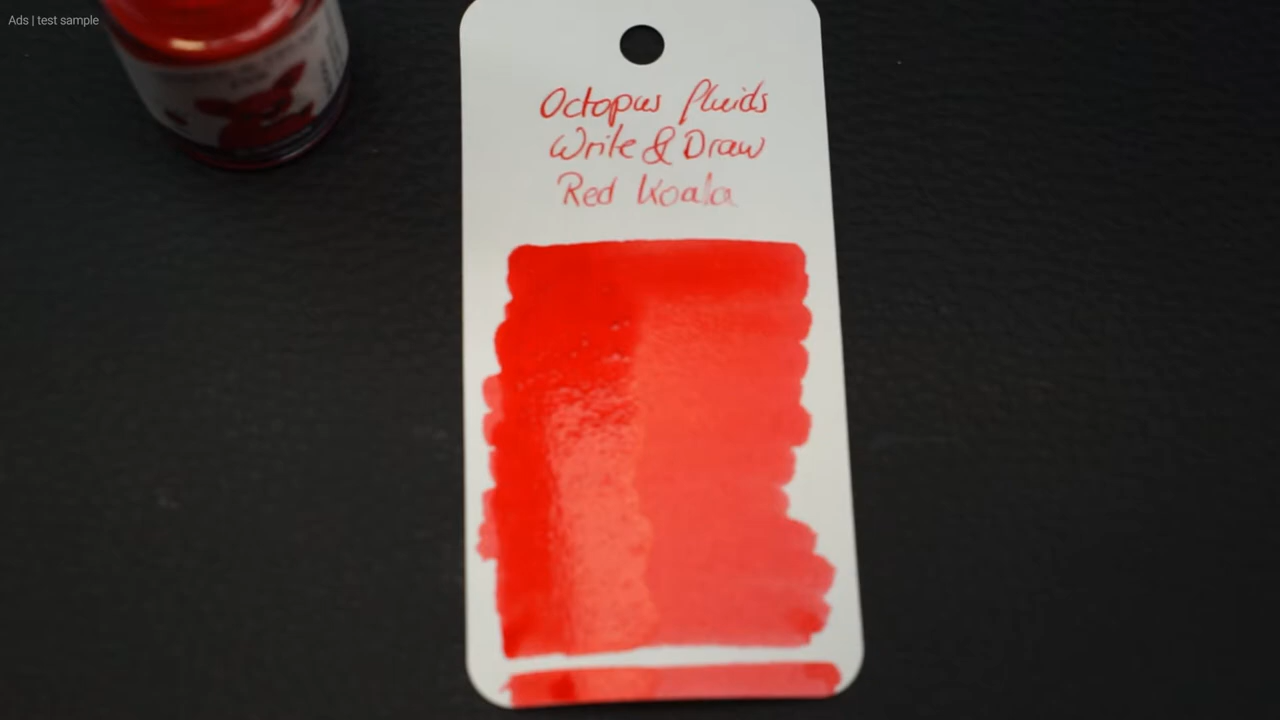 Ads | test sample
Octopus fluids
Write & Draw
Red Koala